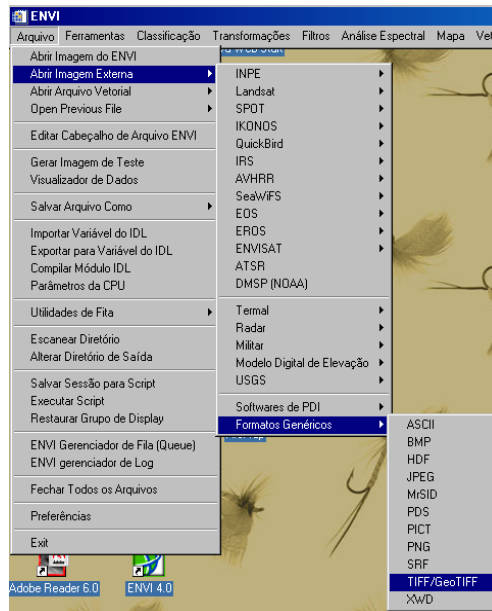 ENVI
Arquivo Ferramentas Classificação Transformações Filtros Análise Espectral Mapa Vet
Abrir Imagem do ENVI
Abrir Imagem Externa
Abrir Arquivo Vetorial
Open Previous File
Editar Cabeçalho de Arquivo ENVI
Gerar Imagem de Teste
Visualizador de Dados
Salvar Arquivo Como
Importar Variável do IDL
Exportar para Variável do IDL
Compilar Módulo IDL
Parâmetros da CPU
Utilidades de Fita
Escanear Diretório
Alterar Diretório de Saída
Salvar Sessão para Script
Executar Script
Restaurar Grupo de Display
ENVI Gerenciador de Fila (Queue)
ENVI gerenciador de Log
Fechar Todos os Arquivos
Preferências
Exit
INPE
Landsat
SPOT
IKONOS
QuickBird
IRS
AVHRR
SeaWiFS
EOS
EROS
ENVISAT
ATSR
DMSP (NOAA)
Termal
Radar
Militar
Modelo Digital de Elevação
USGS
Softwares de PDI
Formatos Genéricos
ASCII
BMP
HDF
JPEG
MrSID
PDS
PICT
PNG
SRF
TIFF/GeoTIFF
XWD
Adobe Reader 6.0
ENVI 4.0